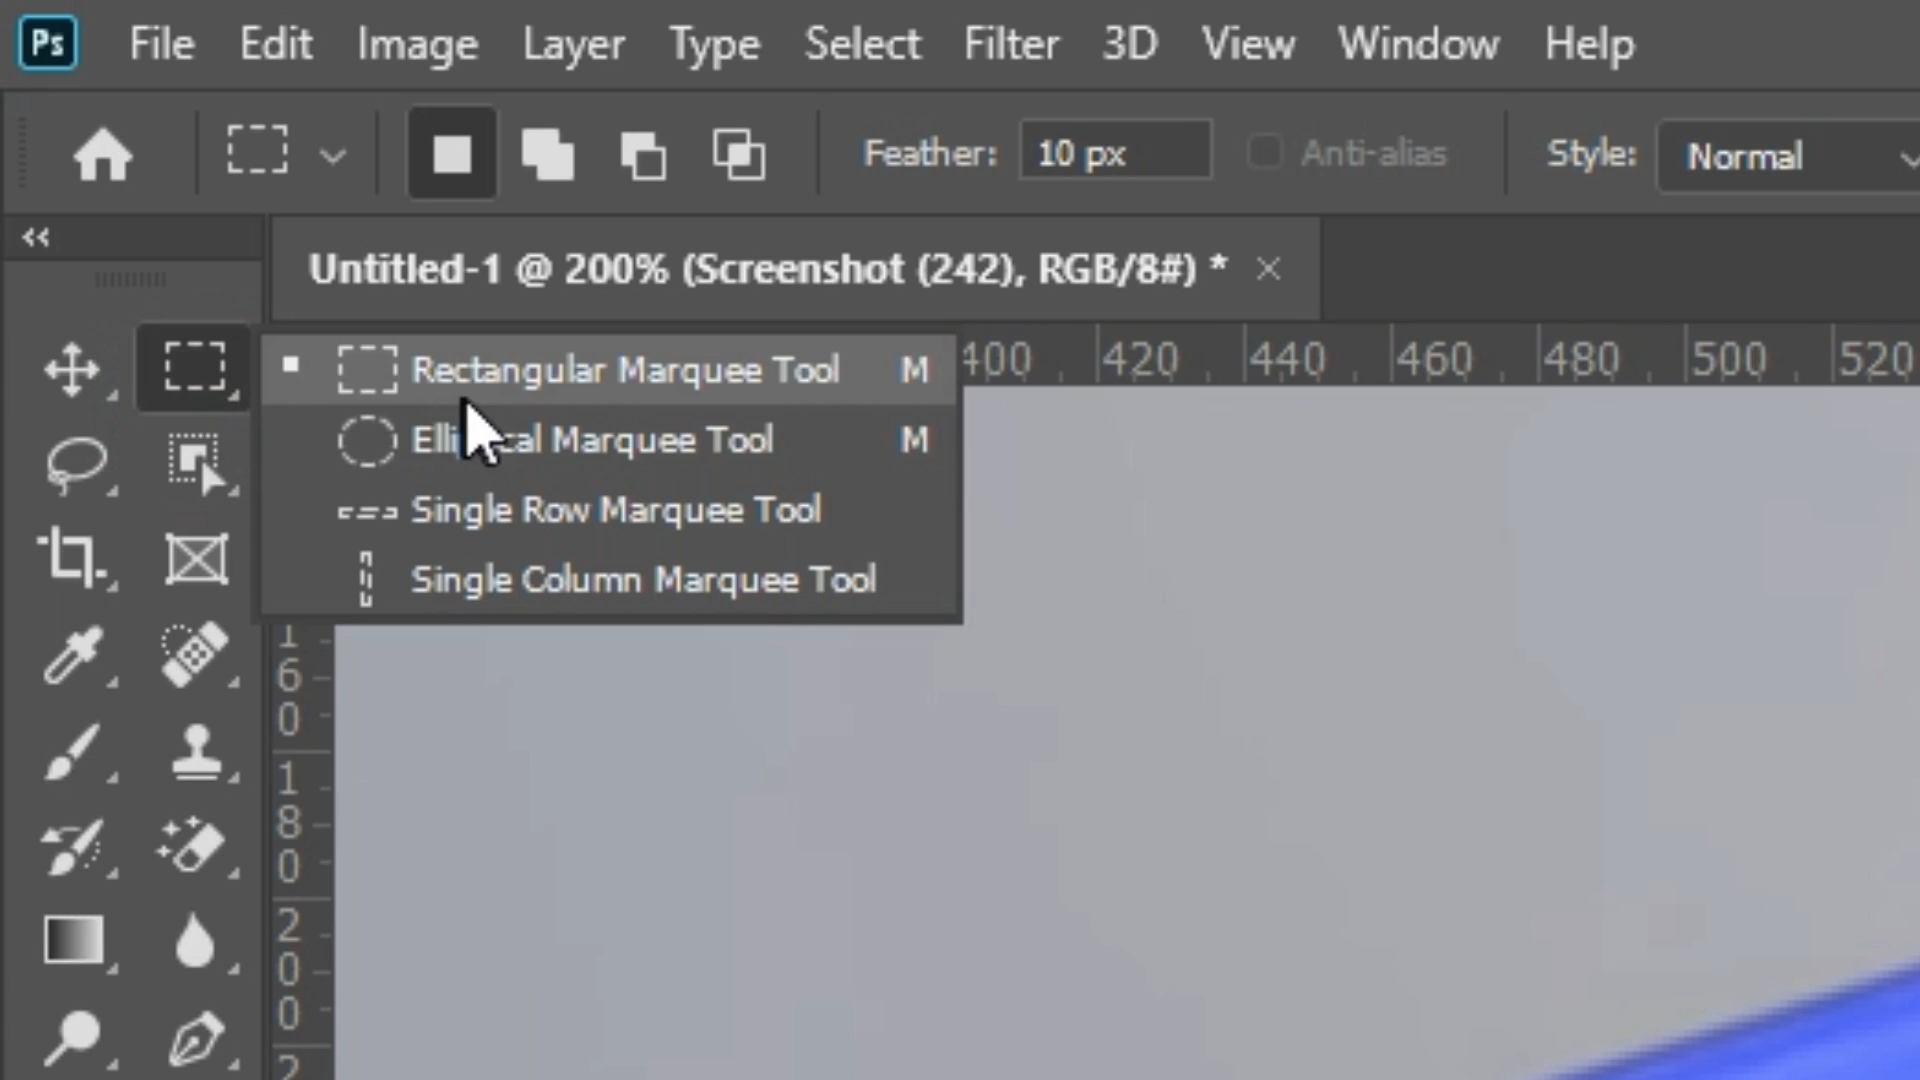 Ps File Edit Image Layer Type Select Filter 3D View Window Help
Feather: 10 px Anti-alias Style: Normal
Untitled-1 @ 200% (Screenshot (242), RGB/8#) *
400 420 440 460 480 500 520
Rectangular Marquee Tool M
Marquee Tool M
Single Row Marquee Tool
Single Column Marquee Tool
160
180
200
2